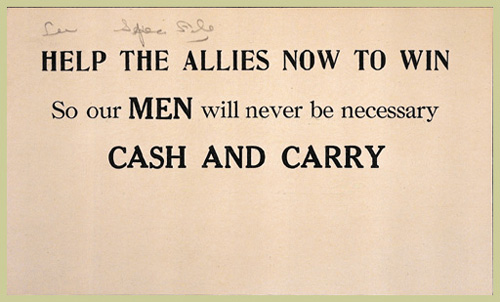 HELP THE ALLIES NOW TO WIN
So our MEN will never be necessary
CASH AND CARRY